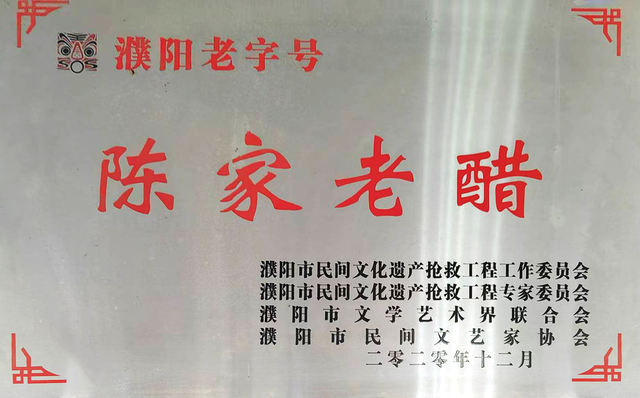 濮阳老字号
陈家老醋
濮阳市民间文化遗产抢救工程工作委员会
濮阳市民间文化遗产抢救工程专家委员会
濮阳市文学艺术界联合会
濮阳市民间文艺家协会
二零二零年十二月